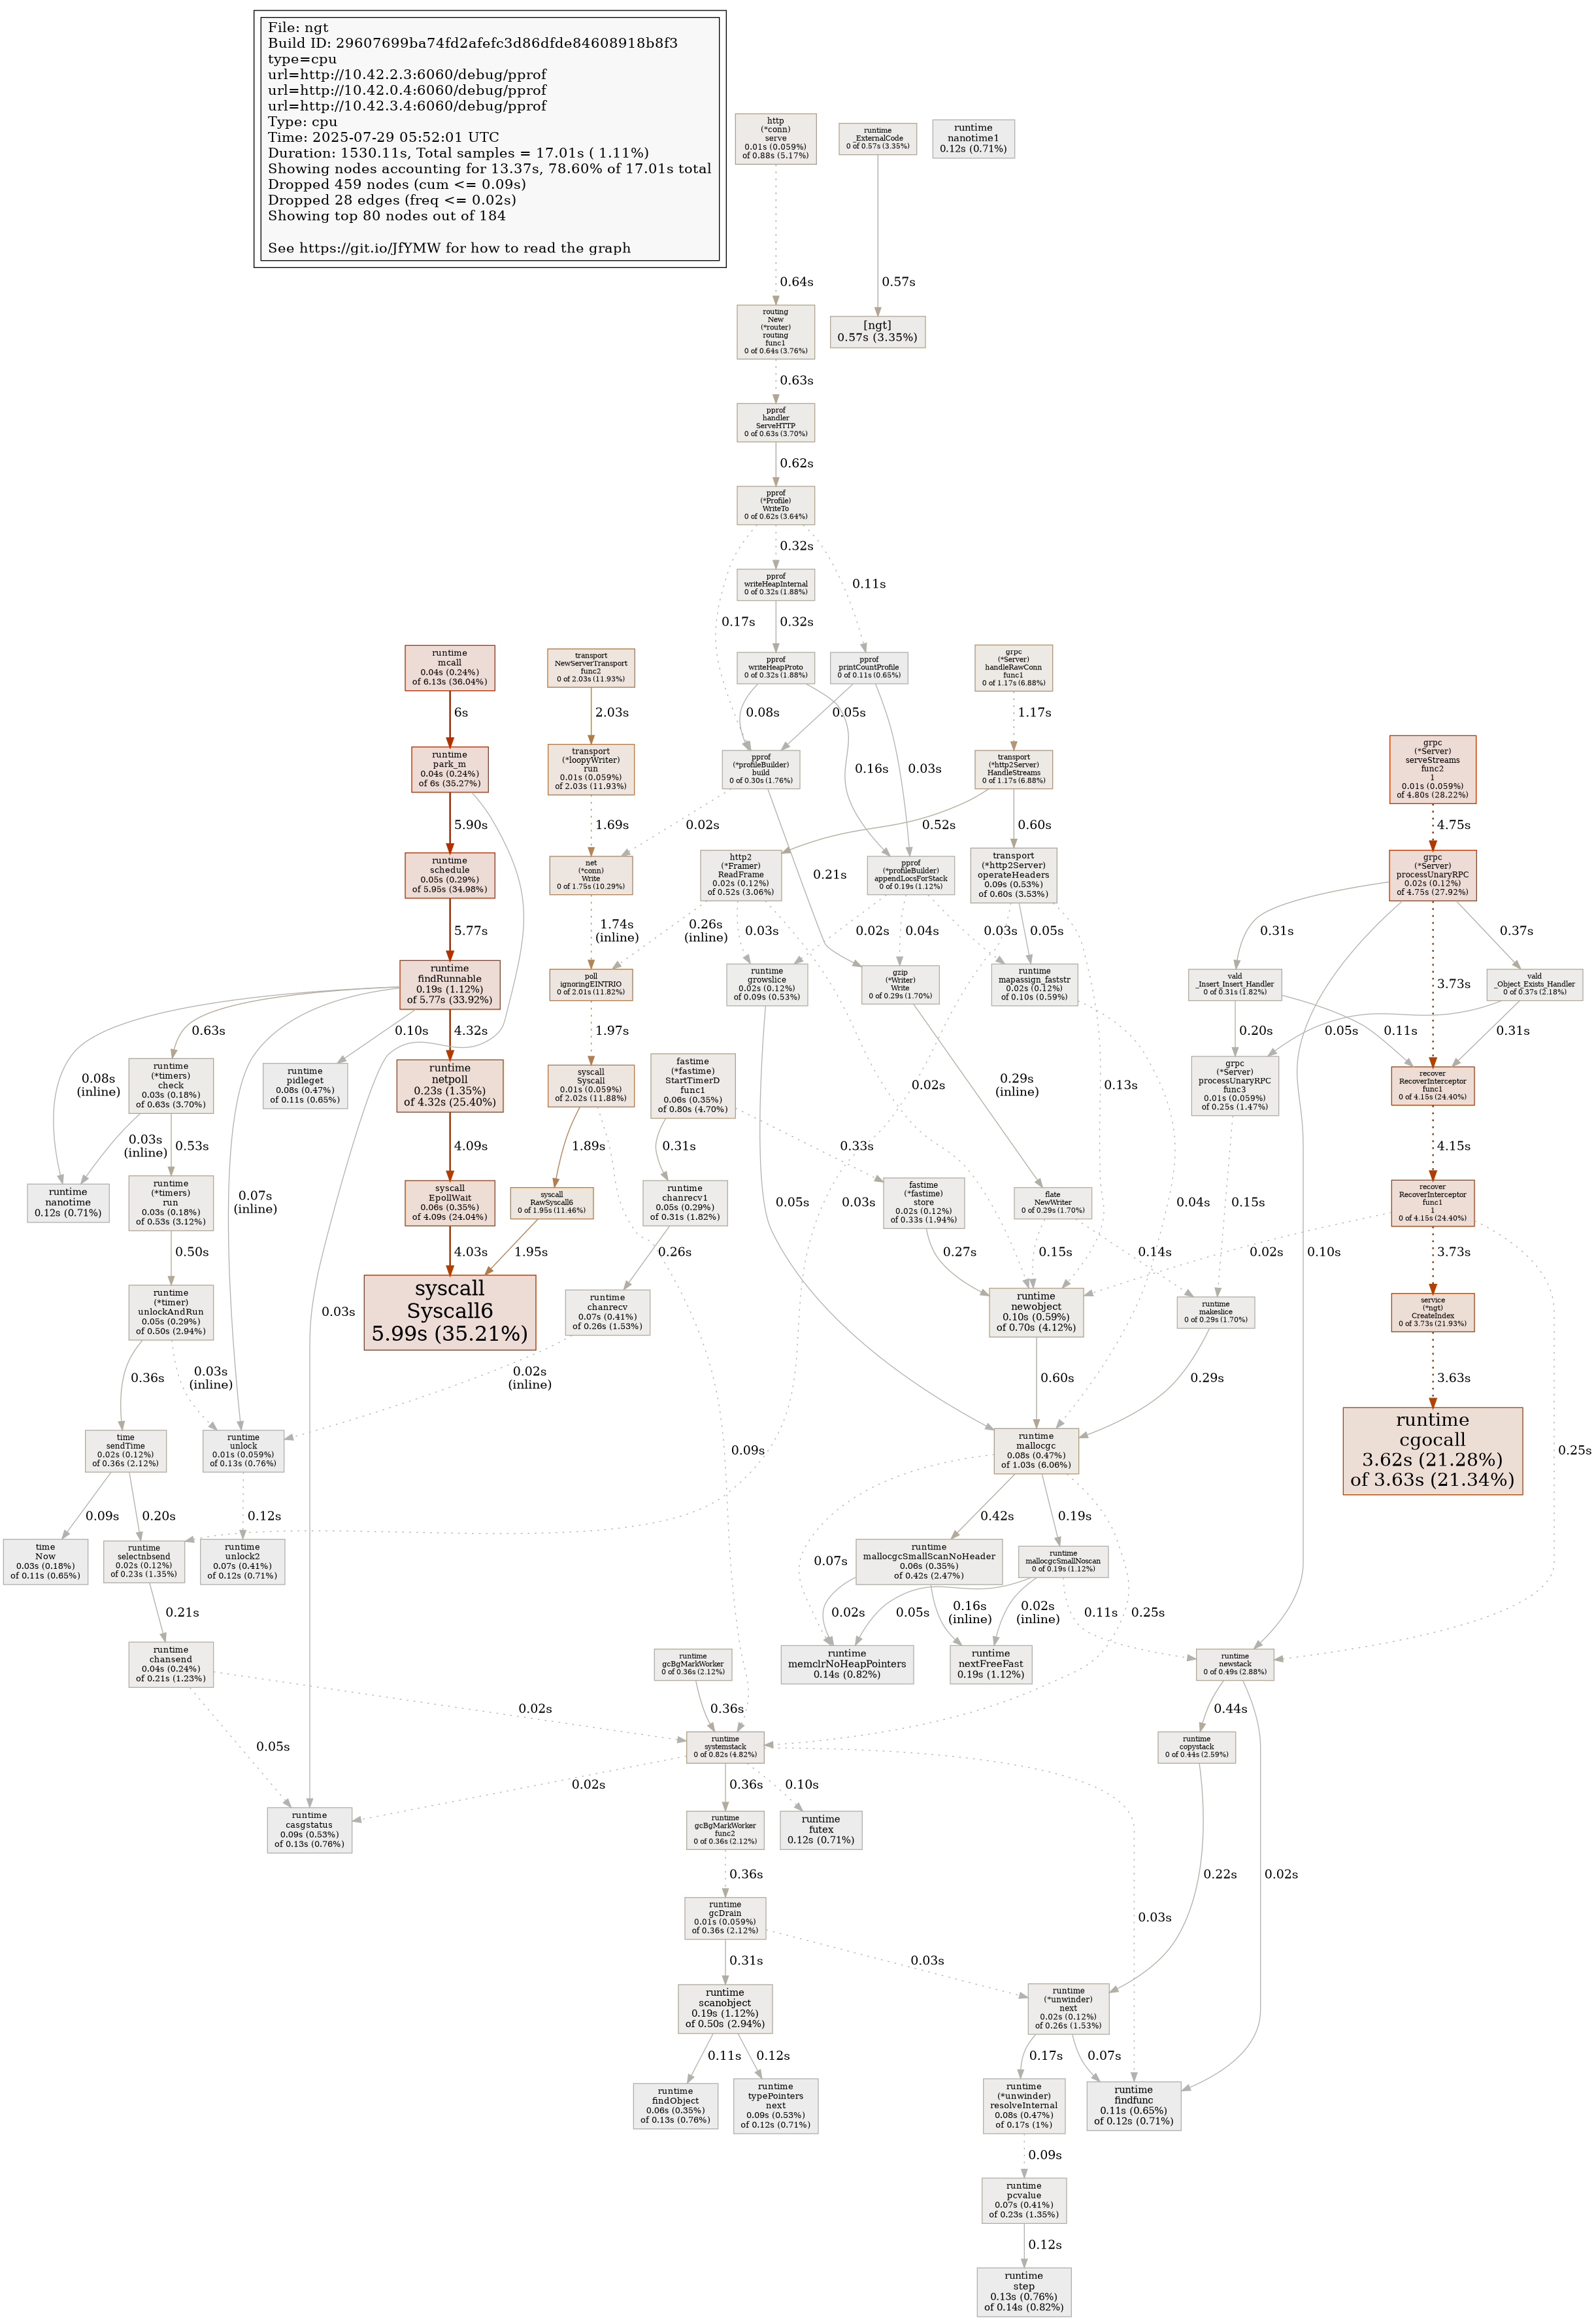 File: ngt
Build ID: 29607699ba74fd2afefc3d86dfde84608918b8f3
type=cpu
url=http://10.42.2.3:6060/debug/pprof
url=http://10.42.0.4:6060/debug/pprof
url=http://10.42.3.4:6060/debug/pprof
Type: cpu
Time: 2025-07-29 05:52:01 UTC
Duration: 1530.11s, Total samples = 17.01s ( 1.11%)
Showing nodes accounting for 13.37s, 78.60% of 17.01s total
Dropped 459 nodes (cum <= 0.09s)
Dropped 28 edges (freq <= 0.02s)
Showing top 80 nodes out of 184
See https://git.io/JfYMW for how to read the graph
http
(*conn)
serve
0.01s (0.059%)
of 0.88s (5.17%)
runtime
_ExternalCode
0 of 0.57s (3.35%)
runtime
nanotime1
0.12s (0.71%)
0.64s
0.57s
routing
New
(*router)
routing
func1
0 of 0.64s (3.76%)
[ngt]
0.57s (3.35%)
0.63s
pprof
handler
ServeHTTP
0 of 0.63s (3.70%)
0.62s
pprof
(*Profile)
WriteTo
0 of 0.62s (3.64%)
0.32s
0.11s
0.17s
pprof
writeHeapInternal
0 of 0.32s (1.88%)
0.32s
runtime
mcall
0.04s (0.24%)
of 6.13s (36.04%)
transport
NewServerTransport
func2
0 of 2.03s (11.93%)
pprof
writeHeapProto
0 of 0.32s (1.88%)
pprof
printCountProfile
0 of 0.11s (0.65%)
grpc
(*Server)
handleRawConn
func1
0 of 1.17s (6.88%)
6s
2.03s
0.08s
0.05s
1.17s
runtime
park_m
0.04s (0.24%)
of 6s (35.27%)
transport
(*loopyWriter)
run
0.01s (0.059%)
of 2.03s (11.93%)
pprof
(*profileBuilder)
build
0 of 0.30s (1.76%)
0.16s
0.03s
transport
(*http2Server)
HandleStreams
0 of 1.17s (6.88%)
grpc
(*Server)
serveStreams
func2
1
0.01s (0.059%)
of 4.80s (28.22%)
5.90s
1.69s
0.02s
0.52s
0.60s
4.75s
runtime
schedule
0.05s (0.29%)
of 5.95s (34.98%)
net
(*conn)
Write
0 of 1.75s (10.29%)
http2
(*Framer)
ReadFrame
0.02s (0.12%)
of 0.52s (3.06%)
0.21s
pprof
(*profileBuilder)
appendLocsForStack
0 of 0.19s (1.12%)
transport
(*http2Server)
operateHeaders
0.09s (0.53%)
of 0.60s (3.53%)
grpc
(*Server)
processUnaryRPC
0.02s (0.12%)
of 4.75s (27.92%)
5.77s
1.74s
(inline)
0.26s
(inline)
0.03s
0.02s
0.04s
0.03s
0.05s
0.31s
0.37s
runtime
findRunnable
0.19s (1.12%)
of 5.77s (33.92%)
poll
ignoringEINTRIO
0 of 2.01s (11.82%)
runtime
growslice
0.02s (0.12%)
of 0.09s (0.53%)
gzip
(*Writer)
Write
0 of 0.29s (1.70%)
runtime
mapassign_faststr
0.02s (0.12%)
of 0.10s (0.59%)
vald
_Insert_Insert_Handler
0 of 0.31s (1.82%)
3.73s
vald
_Object_Exists_Handler
0 of 0.37s (2.18%)
0.63s
0.10s
4.32s
1.97s
0.20s
0.05s
0.11s
0.31s
0.08s
(inline)
runtime
(*timers)
check
0.03s (0.18%)
of 0.63s (3.70%)
runtime
pidleget
0.08s (0.47%)
of 0.11s (0.65%)
runtime
netpoll
0.23s (1.35%)
of 4.32s (25.40%)
syscall
Syscall
0.01s (0.059%)
of 2.02s (11.88%)
fastime
(*fastime)
StartTimerD
func1
0.06s (0.35%)
of 0.80s (4.70%)
0.02s
0.29s
(inline)
0.13s
grpc
(*Server)
processUnaryRPC
func3
0.01s (0.059%)
of 0.25s (1.47%)
recover
RecoverInterceptor
func1
0 of 4.15s (24.40%)
0.03s
(inline)
0.53s
0.07s
(inline)
4.09s
1.89s
0.31s
0.33s
4.15s
runtime
nanotime
0.12s (0.71%)
runtime
(*timers)
run
0.03s (0.18%)
of 0.53s (3.12%)
syscall
EpollWait
0.06s (0.35%)
of 4.09s (24.04%)
syscall
RawSyscall6
0 of 1.95s (11.46%)
runtime
chanrecv1
0.05s (0.29%)
of 0.31s (1.82%)
0.05s
0.03s
fastime
(*fastime)
store
0.02s (0.12%)
of 0.33s (1.94%)
flate
NewWriter
0 of 0.29s (1.70%)
0.04s
0.15s
recover
RecoverInterceptor
func1
1
0 of 4.15s (24.40%)
0.50s
4.03s
1.95s
0.26s
0.27s
0.15s
0.14s
0.02s
0.10s
3.73s
runtime
(*timer)
unlockAndRun
0.05s (0.29%)
of 0.50s (2.94%)
0.03s
syscall
Syscall6
5.99s (35.21%)
runtime
chanrecv
0.07s (0.41%)
of 0.26s (1.53%)
runtime
newobject
0.10s (0.59%)
of 0.70s (4.12%)
runtime
makeslice
0 of 0.29s (1.70%)
service
(*ngt)
CreateIndex
0 of 3.73s (21.93%)
0.36s
0.03s
(inline)
0.02s
(inline)
0.60s
0.29s
3.63s
time
sendTime
0.02s (0.12%)
of 0.36s (2.12%)
runtime
unlock
0.01s (0.059%)
of 0.13s (0.76%)
0.09s
runtime
mallocgc
0.08s (0.47%)
of 1.03s (6.06%)
runtime
cgocall
3.62s (21.28%)
of 3.63s (21.34%)
0.25s
0.09s
0.20s
0.12s
0.42s
0.19s
time
Now
0.03s (0.18%)
of 0.11s (0.65%)
runtime
selectnbsend
0.02s (0.12%)
of 0.23s (1.35%)
runtime
unlock2
0.07s (0.41%)
of 0.12s (0.71%)
0.07s
runtime
mallocgcSmallScanNoHeader
0.06s (0.35%)
of 0.42s (2.47%)
runtime
mallocgcSmallNoscan
0 of 0.19s (1.12%)
0.21s
0.02s
0.05s
0.16s
(inline)
0.02s
(inline)
0.11s
0.25s
runtime
chansend
0.04s (0.24%)
of 0.21s (1.23%)
runtime
gcBgMarkWorker
0 of 0.36s (2.12%)
runtime
memclrNoHeapPointers
0.14s (0.82%)
runtime
nextFreeFast
0.19s (1.12%)
runtime
newstack
0 of 0.49s (2.88%)
0.02s
0.36s
0.44s
0.05s
runtime
systemstack
0 of 0.82s (4.82%)
runtime
copystack
0 of 0.44s (2.59%)
0.02s
0.36s
0.10s
runtime
casgstatus
0.09s (0.53%)
of 0.13s (0.76%)
runtime
gcBgMarkWorker
func2
0 of 0.36s (2.12%)
runtime
futex
0.12s (0.71%)
0.36s
0.22s
0.02s
runtime
gcDrain
0.01s (0.059%)
of 0.36s (2.12%)
0.03s
0.31s
0.03s
runtime
scanobject
0.19s (1.12%)
of 0.50s (2.94%)
runtime
(*unwinder)
next
0.02s (0.12%)
of 0.26s (1.53%)
0.11s
0.12s
0.17s
0.07s
runtime
findObject
0.06s (0.35%)
of 0.13s (0.76%)
runtime
typePointers
next
0.09s (0.53%)
of 0.12s (0.71%)
runtime
(*unwinder)
resolveInternal
0.08s (0.47%)
of 0.17s (1%)
runtime
findfunc
0.11s (0.65%)
of 0.12s (0.71%)
0.09s
runtime
pcvalue
0.07s (0.41%)
of 0.23s (1.35%)
0.12s
runtime
step
0.13s (0.76%)
of 0.14s (0.82%)